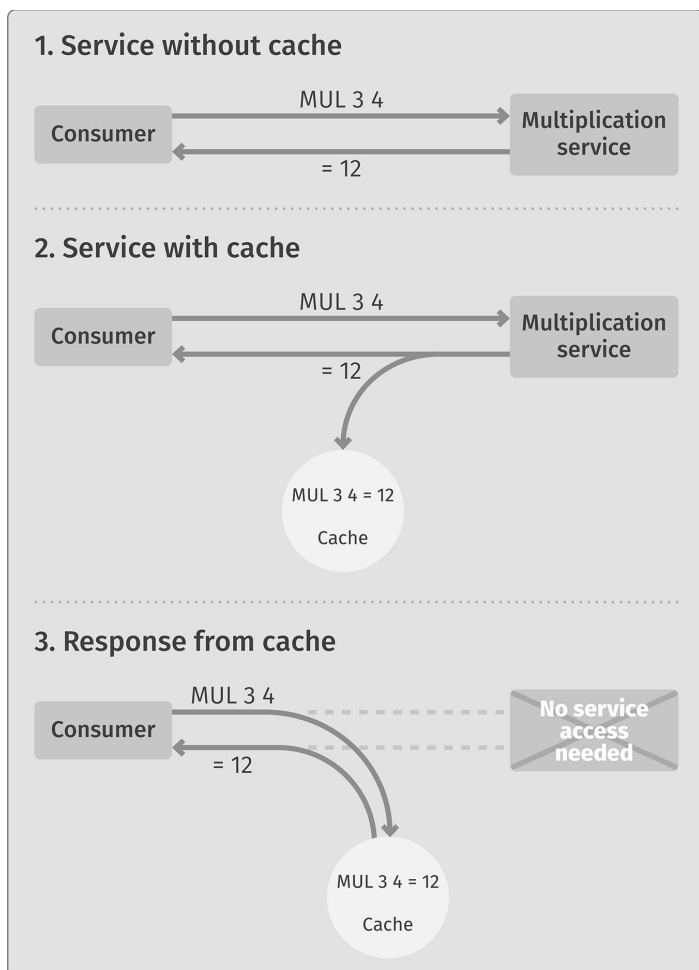 1. Service without cache
MUL 3 4
Consumer
Multiplication
service
= 12
2. Service with cache
MUL 3 4
Consumer
Multiplication
service
= 12
MUL 3 4 = 12
Cache
3. Response from cache
MUL 3 4
Consumer
No service
access
needed
= 12
MUL 3 4 = 12
Cache